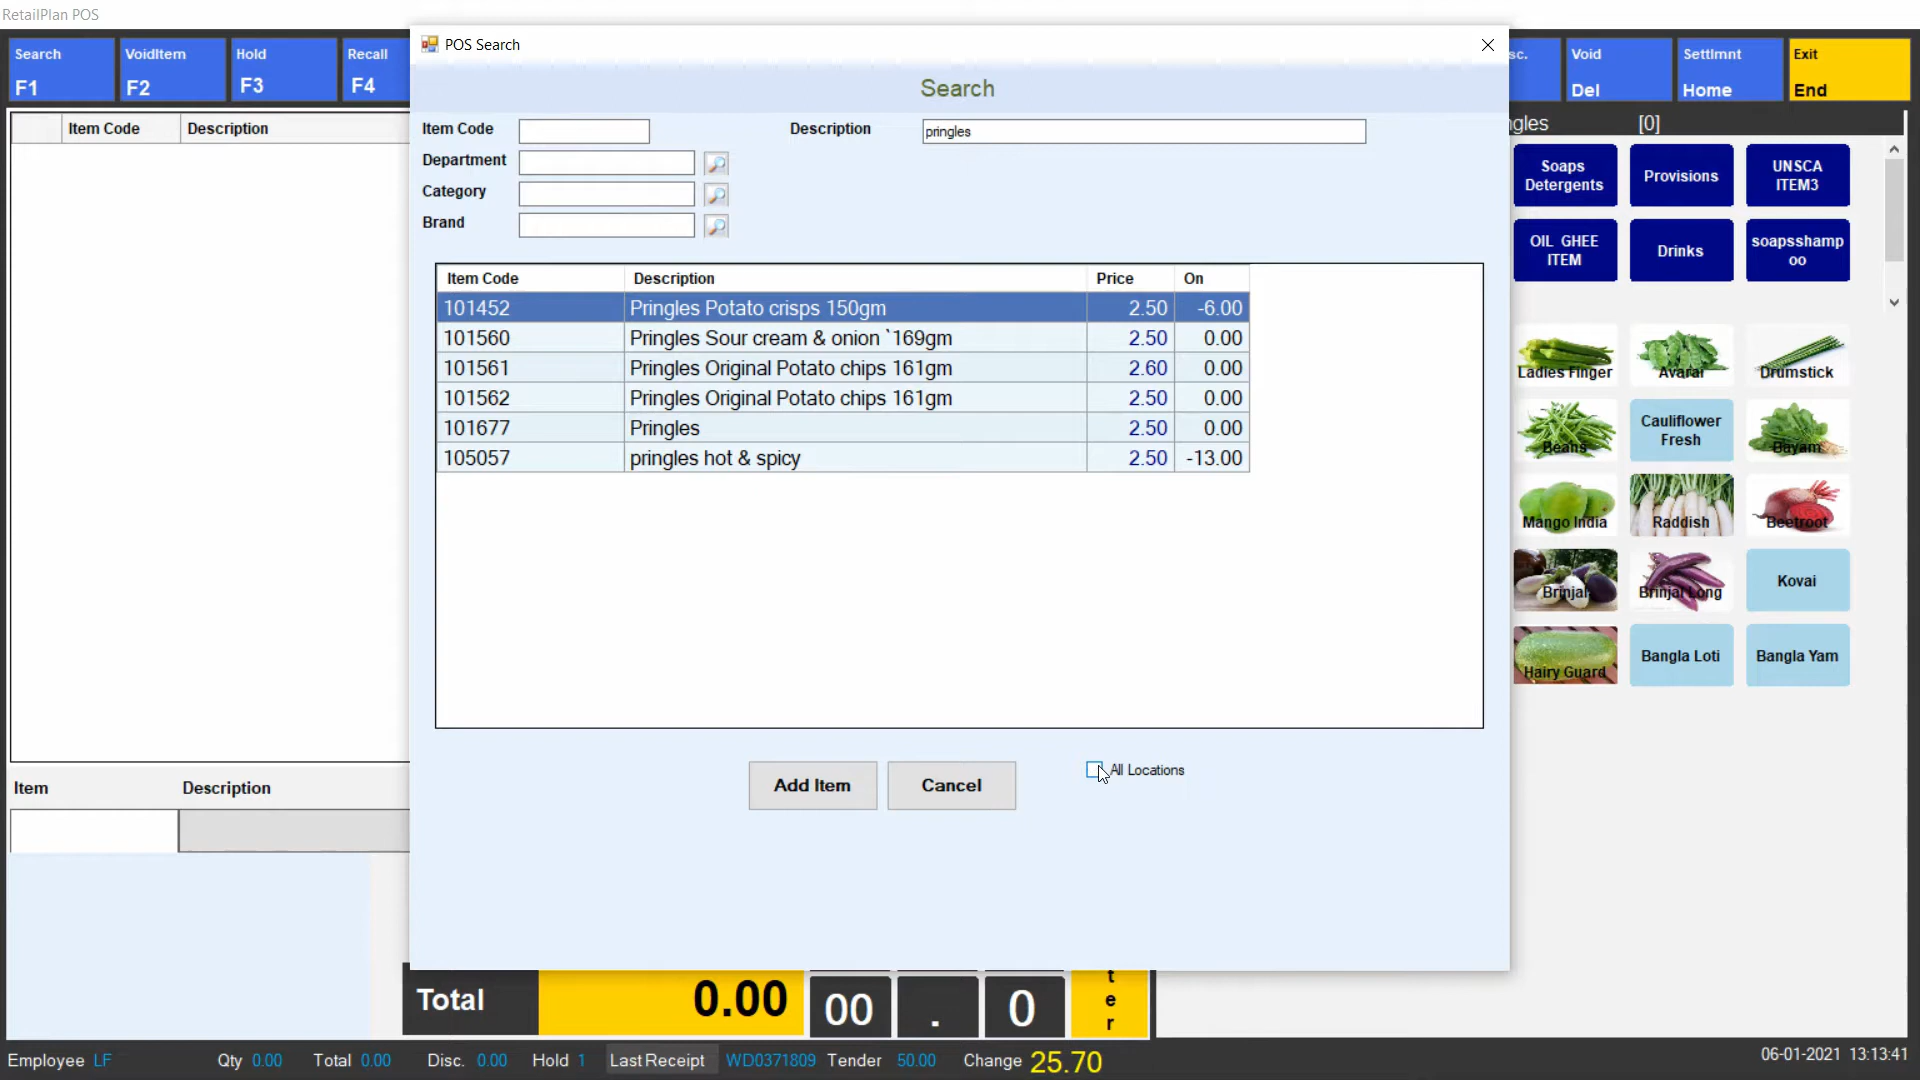 RetailPlan POS
Search
F1
VoidItem
F2
Hold
F3
Recall
F4
sc.
Void
Del
Settlmnt
Home
Exit
End
POS Search
Search
Item Code
Description
pringles
Department
Category
Brand
Item Code Description Price On
101452 Pringles Potato crisps 150gm 2.50 -6.00
101560 Pringles Sour cream & onion `169gm 2.50 0.00
101561 Pringles Original Potato chips 161gm 2.60 0.00
101562 Pringles Original Potato chips 161gm 2.50 0.00
101677 Pringles 2.50 0.00
105057 pringles hot & spicy 2.50 -13.00
Add Item
Cancel
All Locations
Item Code Description
Item Description
ngles [0]
Soaps
Detergents
Provisions
UNSCA
ITEM3
OIL GHEE
ITEM
Drinks
soapsshamp
oo
Ladies Finger
Avarai
Drumstick
Beans
Cauliflower
Fresh
Bayam
Mango India
Raddish
Beetroot
Brinjal
Brinjal Long
Kovai
Hairy Guard
Bangla Loti
Bangla Yam
Total 0.00
00
.
0
t
e
r
Employee LF Qty 0.00 Total 0.00 Disc. 0.00 Hold 1 Last Receipt WD0371809 Tender 50.00 Change 25.70
06-01-2021 13:13:41